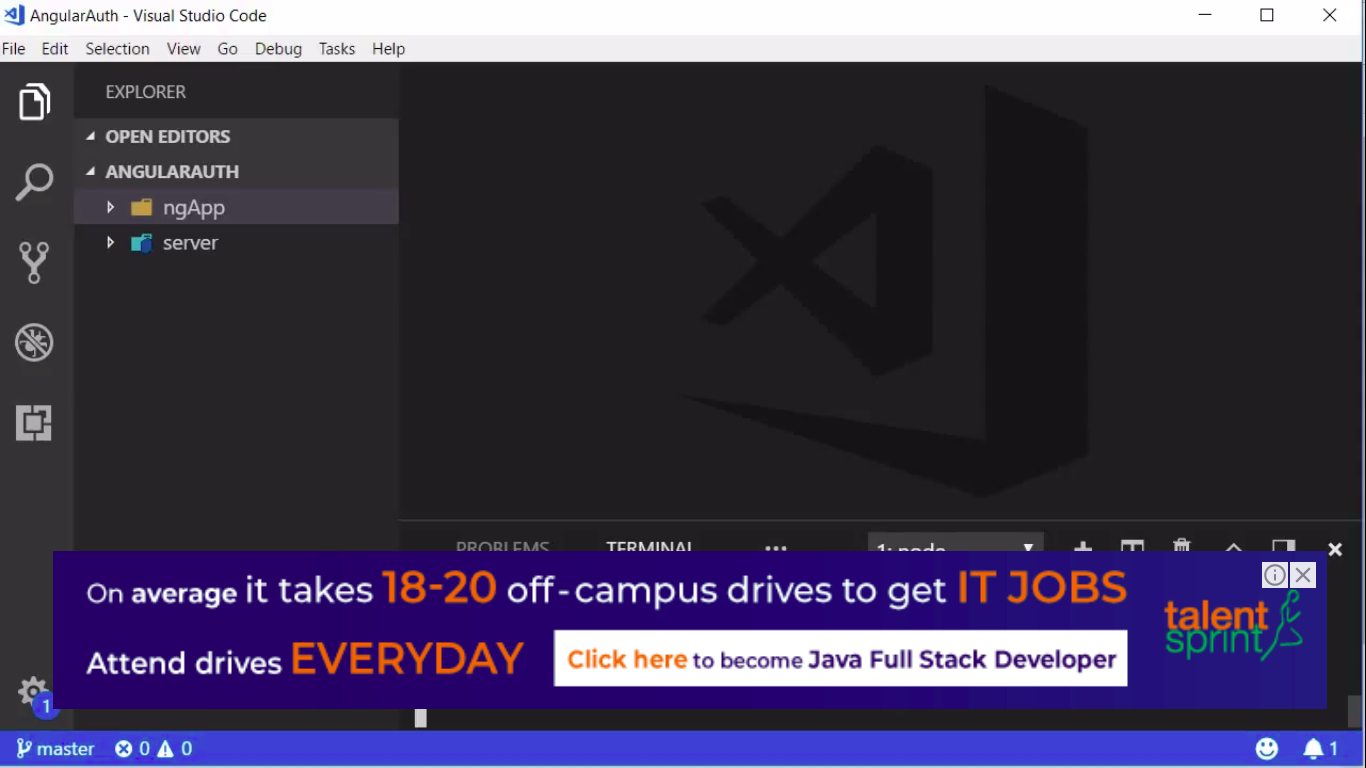 AngularAuth - Visual Studio Code
File Edit Selection View Go Debug Tasks Help
EXPLORER
OPEN EDITORS
ANGULARAUTH
ngApp
server
PROBLEMS TERMINAL ... 1: node
On average it takes 18-20 off-campus drives to get IT JOBS
Attend drives EVERYDAY Click here to become Java Full Stack Developer
talent
sprint
1
master 0 0 1